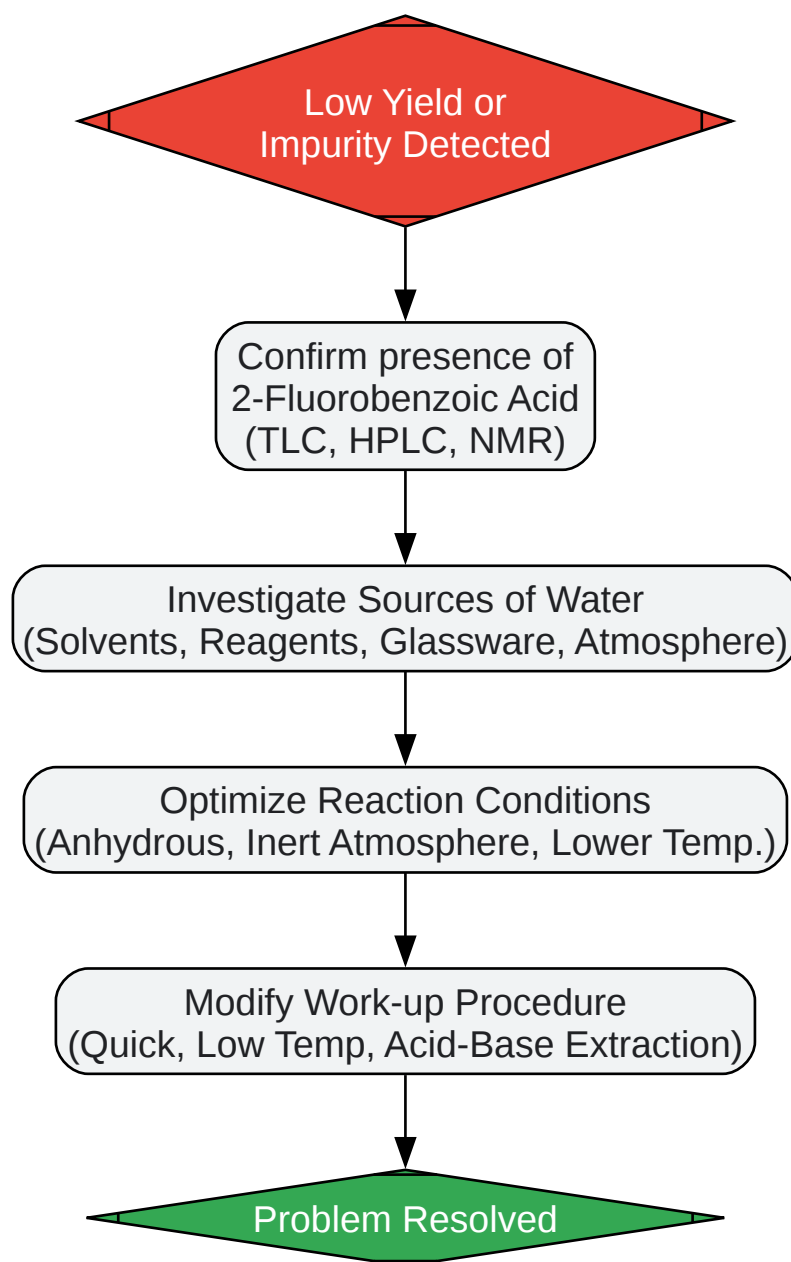 Low Yield or
Impurity Detected
Confirm presence of
2-Fluorobenzoic Acid
(TLC, HPLC, NMR)
Investigate Sources of Water
(Solvents, Reagents, Glassware, Atmosphere)
Optimize Reaction Conditions
(Anhydrous, Inert Atmosphere, Lower Temp.)
Modify Work-up Procedure
(Quick, Low Temp, Acid-Base Extraction)
Problem Resolved